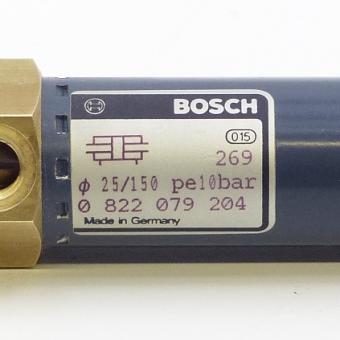 BOSCH
015
269
ϕ 25/150 pe10bar
0 822 079 204
Made in Germany